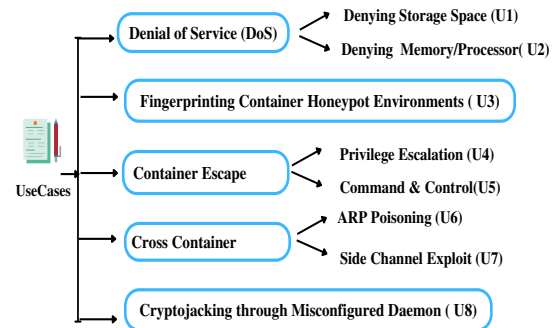 Denial of Service (DoS)
Denying Storage Space (U1)
Denying Memory/Processor( U2)
Fingerprinting Container Honeypot Environments ( U3)
UseCases
Container Escape
Privilege Escalation (U4)
Command & Control(U5)
Cross Container
ARP Poisoning (U6)
Side Channel Exploit (U7)
Cryptojacking through Misconfigured Daemon ( U8)